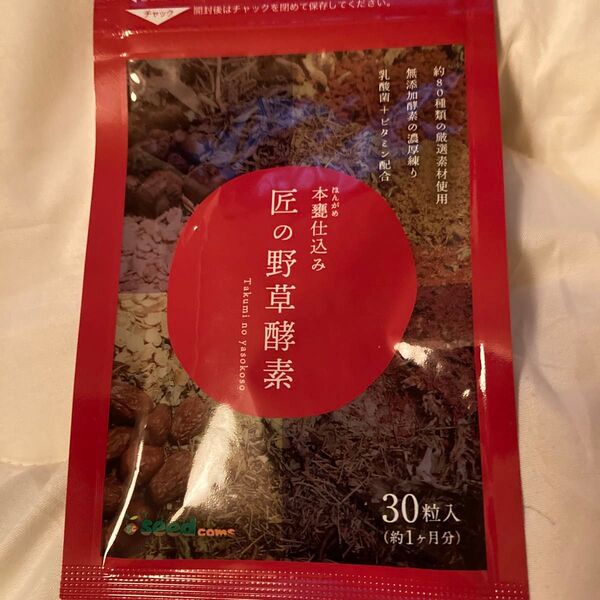 チャック
開封後はチャックを閉めて保存してください。
約80種類の厳選素材使用
無添加酵素の濃厚練り
乳酸菌+ビタミン配合
ほんがめ
本甕仕込み
匠の野草酵素
Takumi no yasokoso
seedcoms
30粒入
(約1ヶ月分)